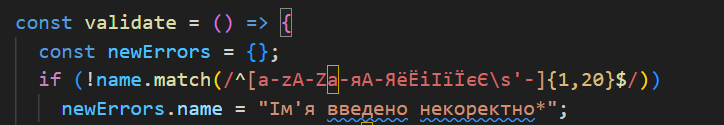 const validate = () => {
const newErrors = {};
if (!name.match(/^[a-zA-Zа-яА-ЯёЁіІїЇєЄ\s'-]{1,20}$/))
newErrors.name = "Ім'я введено некоректно*";